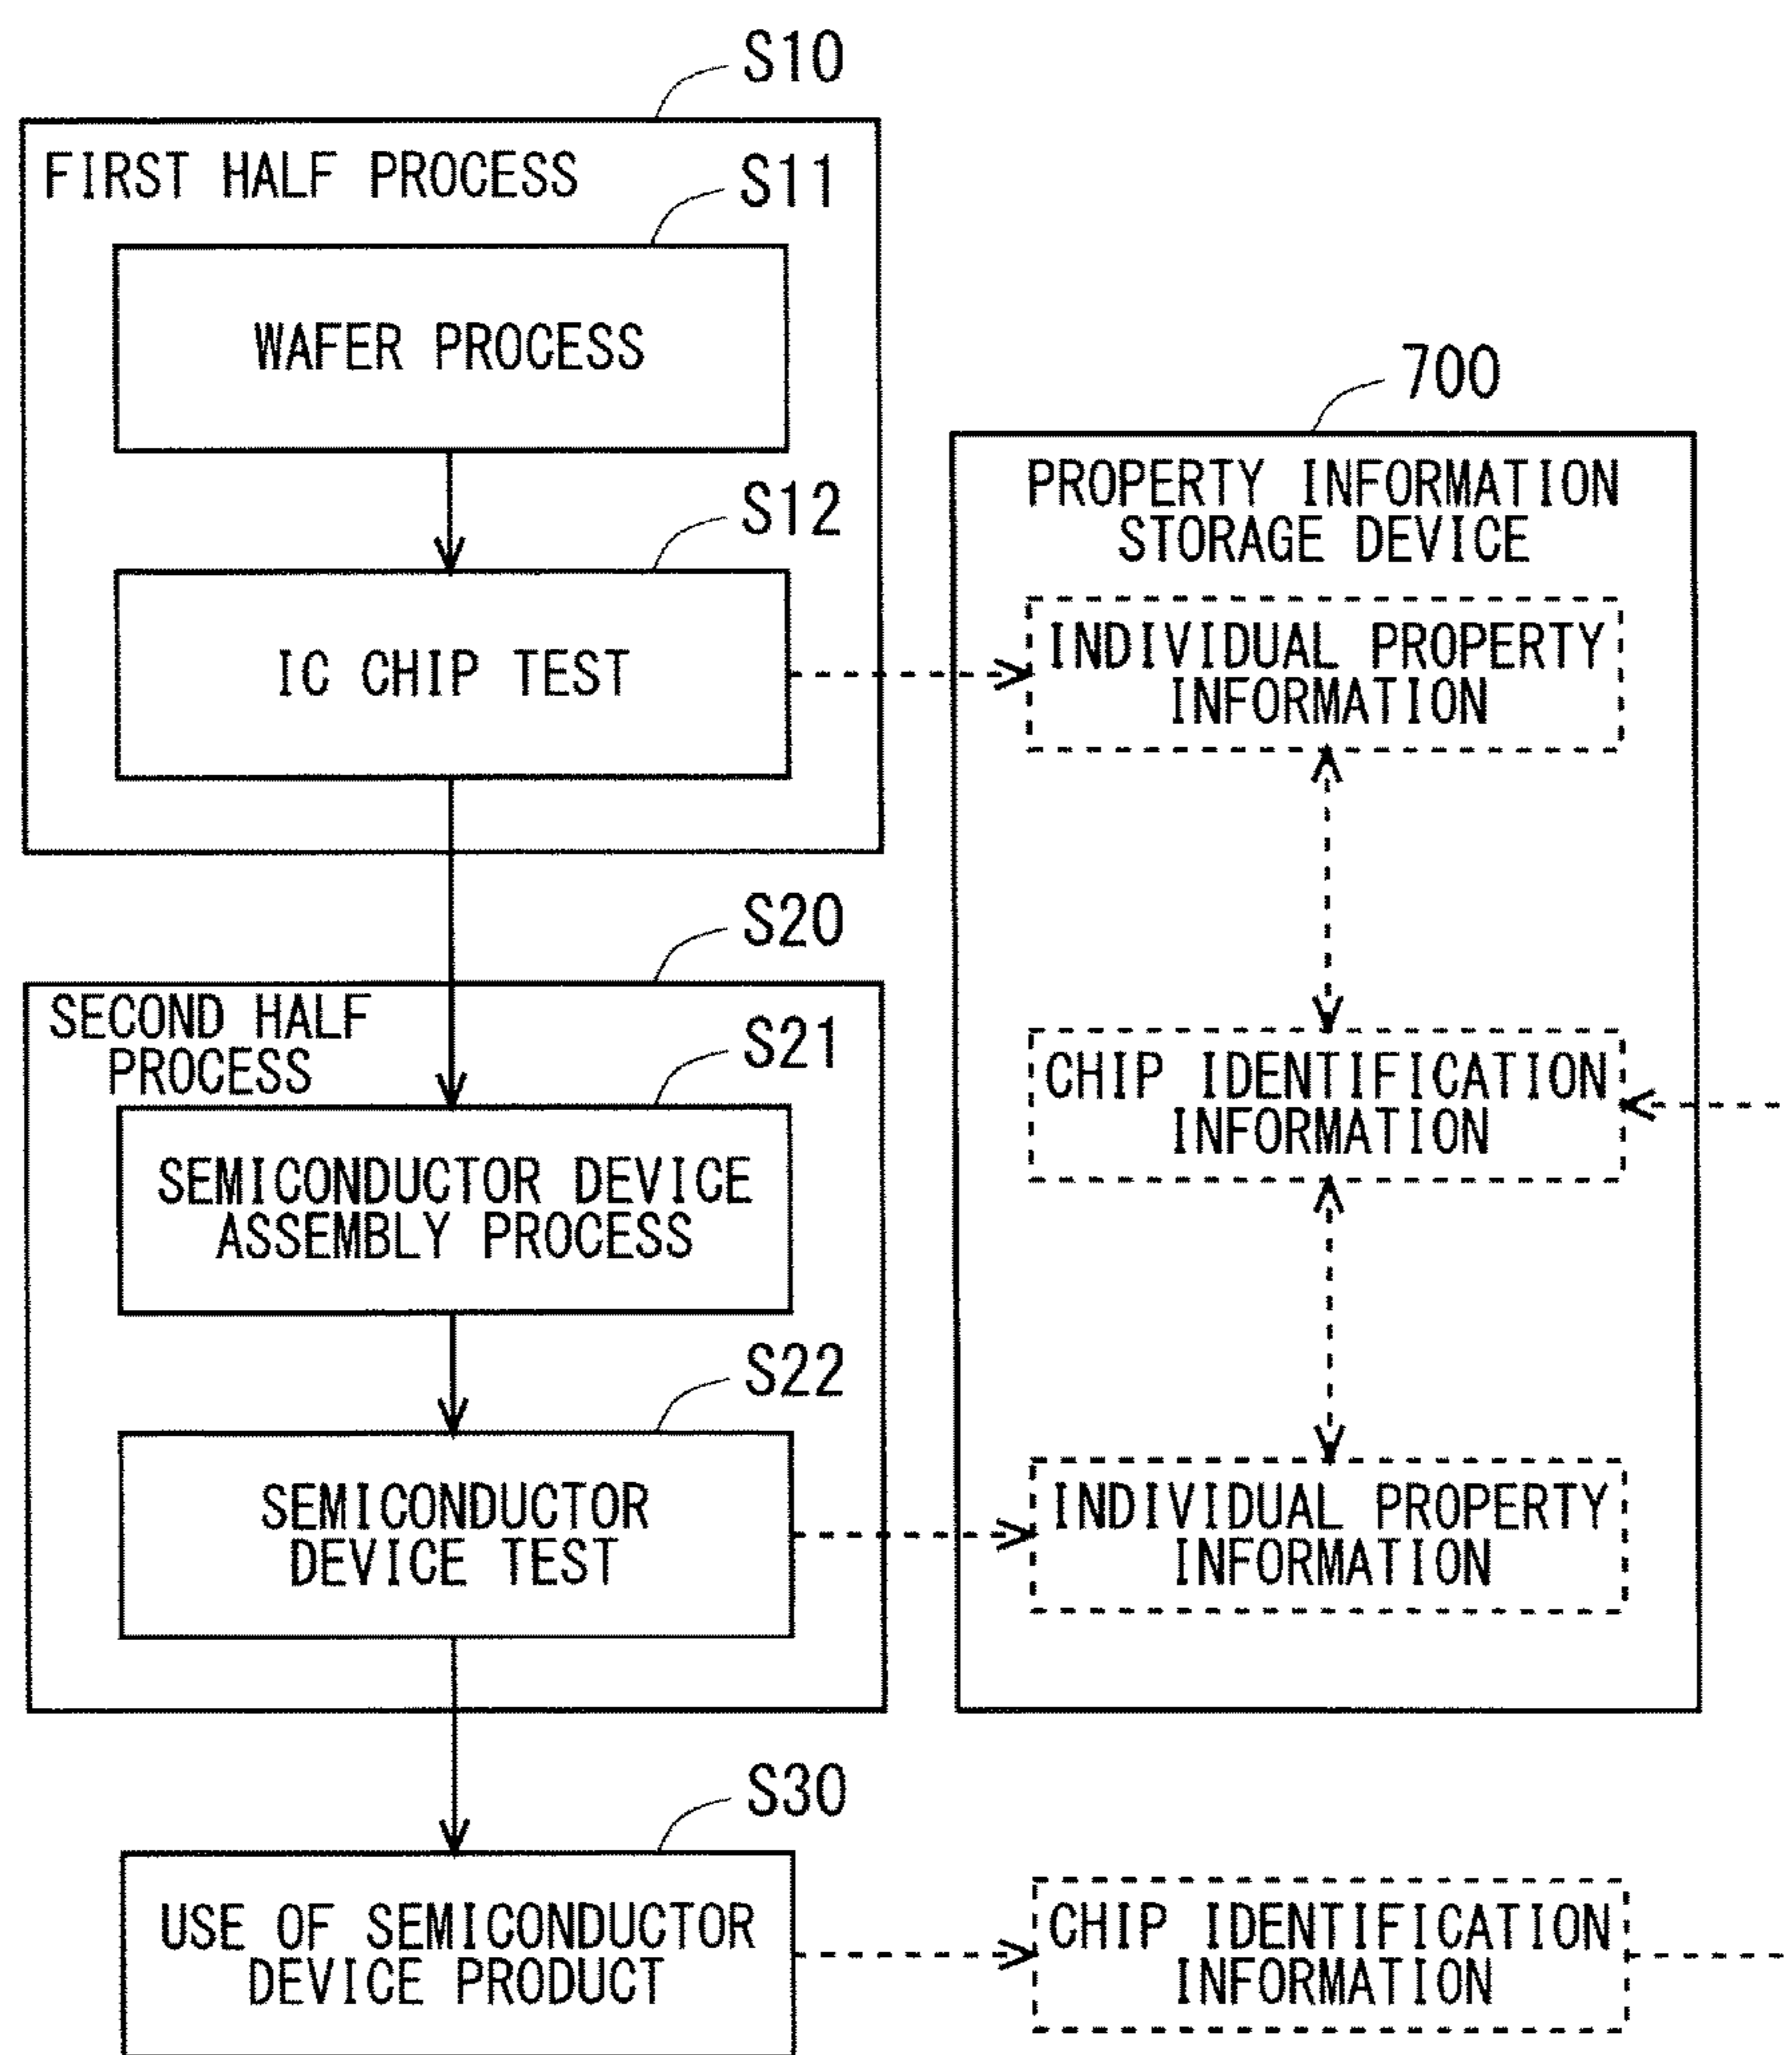 S10
FIRST HALF PROCESS
S11
WAFER PROCESS
S12
IC CHIP TEST
700
PROPERTY INFORMATION
STORAGE DEVICE
INDIVIDUAL PROPERTY
INFORMATION
S20
SECOND HALF
PROCESS
S21
SEMICONDUCTOR DEVICE
ASSEMBLY PROCESS
CHIP IDENTIFICATION
INFORMATION
S22
SEMICONDUCTOR
DEVICE TEST
INDIVIDUAL PROPERTY
INFORMATION
S30
USE OF SEMICONDUCTOR
DEVICE PRODUCT
CHIP IDENTIFICATION
INFORMATION